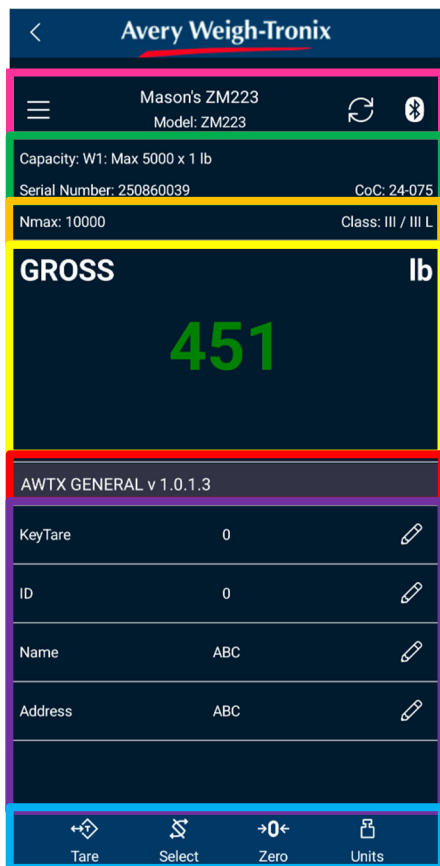 Avery Weigh-Tronix
Mason's ZM223
Model: ZM223
Capacity: W1: Max 5000 x 1 lb
Serial Number: 250860039 CoC: 24-075
Nmax: 10000 Class: III / III L
GROSS lb
451
AWTX GENERAL v 1.0.1.3
KeyTare 0
ID 0
Name ABC
Address ABC
T →0←
Tare Select Zero Units